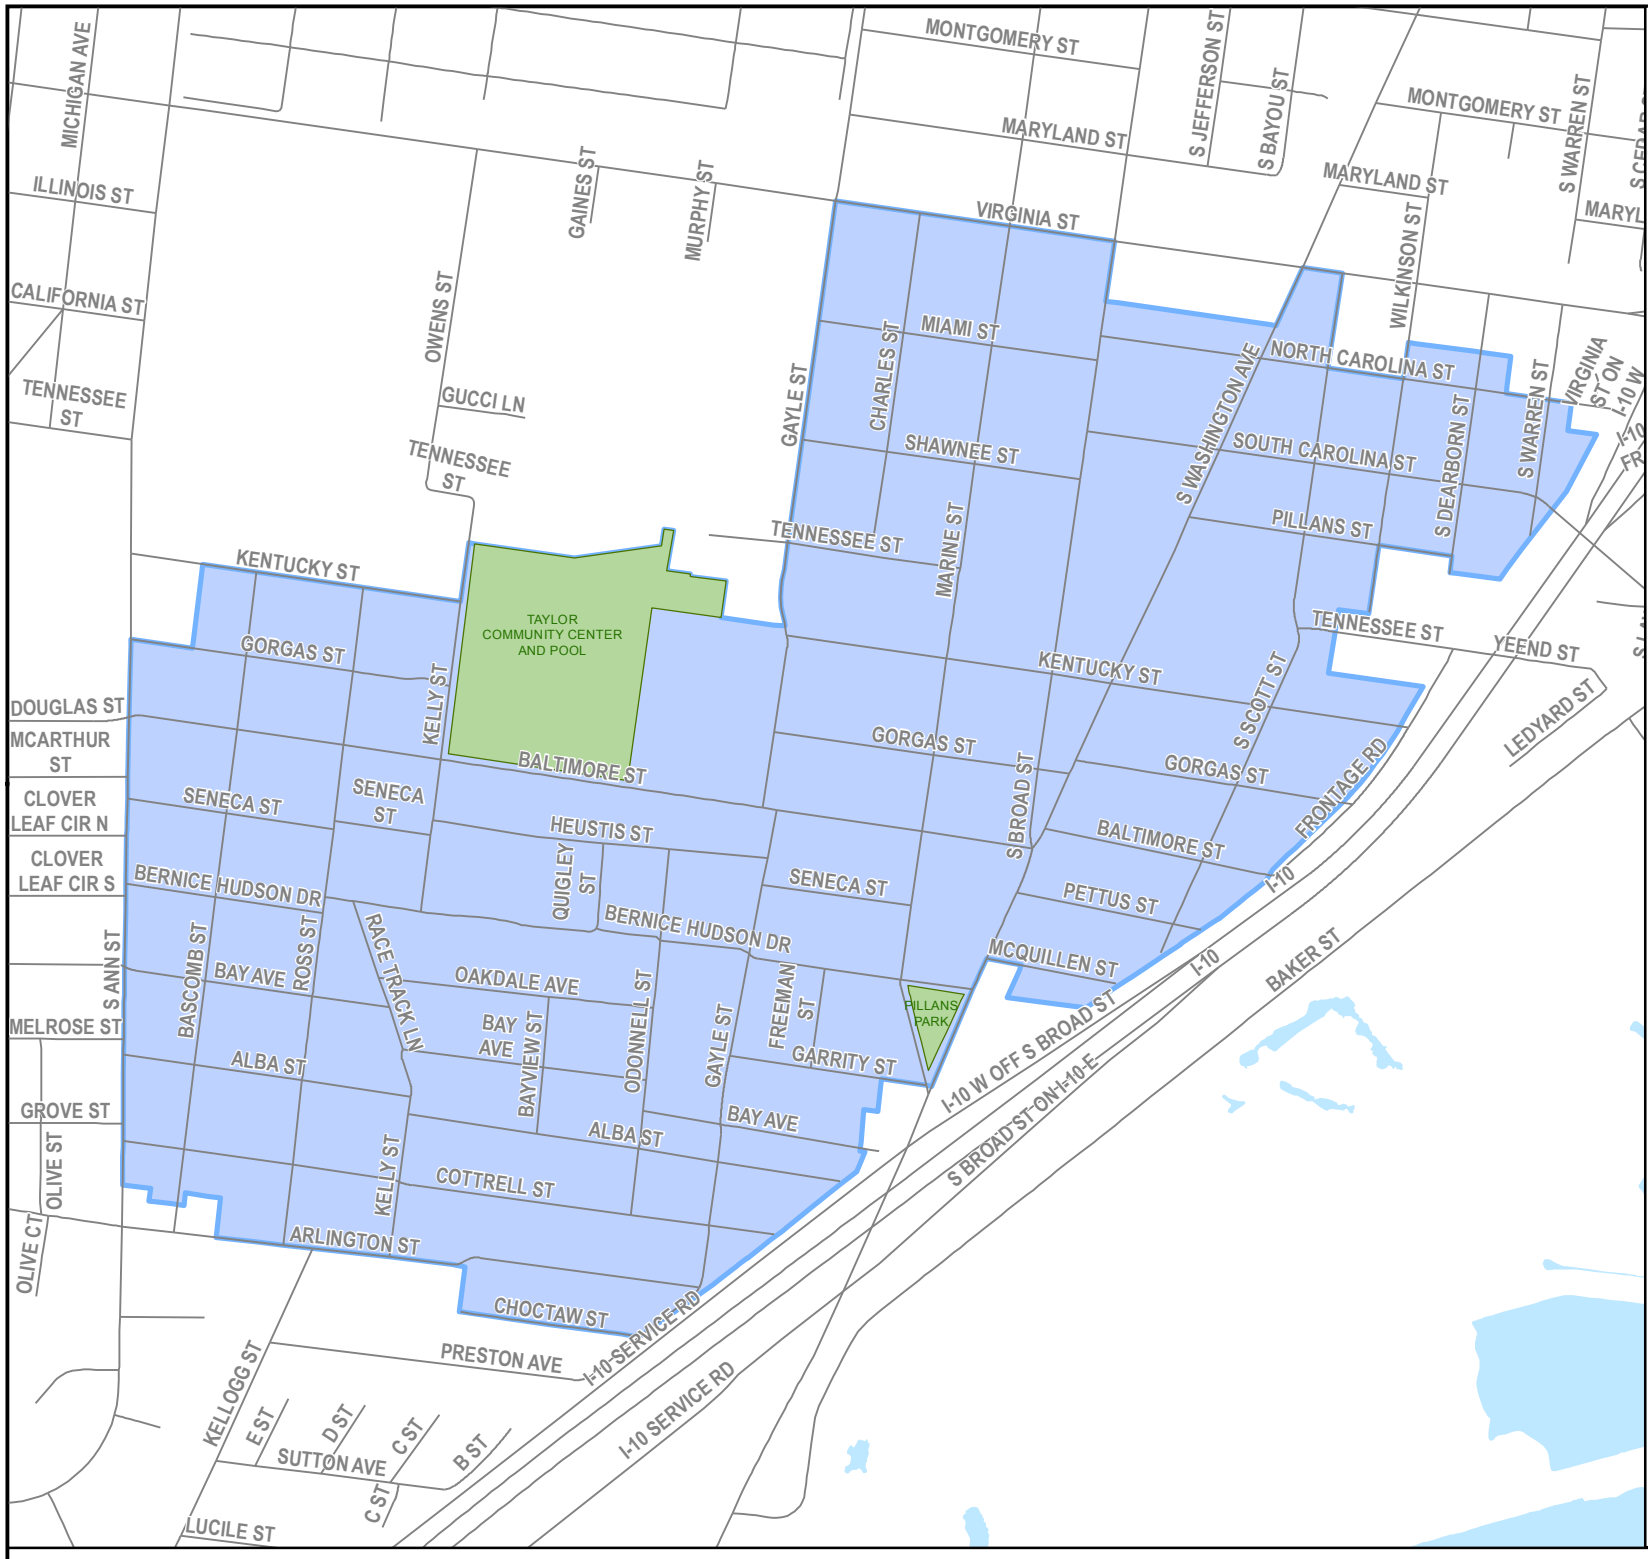 MICHIGAN AVE
MONTGOMERY ST
S JEFFERSON ST
S BAYOU ST
MONTGOMERY ST
S WARREN ST
MARYLAND ST
MARYLAND ST
ILLINOIS ST
GAINES ST
MURPHY ST
VIRGINIA ST
WILKINSON ST
CALIFORNIA ST
OWENS ST
MIAMI ST
CHARLES ST
NORTH CAROLINA ST
VIRGINIA
ST ON
I-10 W
TENNESSEE
ST
GUCCI LN
GAYLE ST
S WASHINGTON AVE
S WARREN ST
S DEARBORN ST
SHAWNEE ST
SOUTH CAROLINA ST
I-10
TENNESSEE
ST
TENNESSEE ST
MARINE ST
PILLANS ST
KENTUCKY ST
TAYLOR
COMMUNITY CENTER
AND POOL
TENNESSEE ST
YEEND ST
GORGAS ST
KELLY ST
KENTUCKY ST
S SCOTT ST
LEDYARD ST
DOUGLAS ST
MCARTHUR
ST
BALTIMORE ST
GORGAS ST
GORGAS ST
FRONTAGE RD
CLOVER
LEAF CIR N
SENECA ST
SENECA
ST
HEUSTIS ST
S BROAD ST
BALTIMORE ST
CLOVER
LEAF CIR S
BERNICE HUDSON DR
QUIGLEY
ST
SENECA ST
PETTUS ST
I-10
S ANN ST
BASCOMB ST
ROSS ST
RACE TRACK LN
BERNICE HUDSON DR
MCQUILLEN ST
I-10
BAKER ST
BAY AVE
OAKDALE AVE
ODONNELL ST
FREEMAN
ST
PILLANS
PARK
MELROSE ST
BAY
AVE
BAYVIEW ST
GAYLE ST
GARRITY ST
I-10 W OFF S BROAD ST
ALBA ST
GROVE ST
BAY AVE
ALBA ST
S BROAD ST ON I-10 E
OLIVE ST
KELLY ST
COTTRELL ST
OLIVE CT
ARLINGTON ST
CHOCTAW ST
I-10 SERVICE RD
PRESTON AVE
KELLOGG ST
I-10 SERVICE RD
E ST
D ST
C ST
B ST
SUTTON AVE
C ST
LUCILE ST